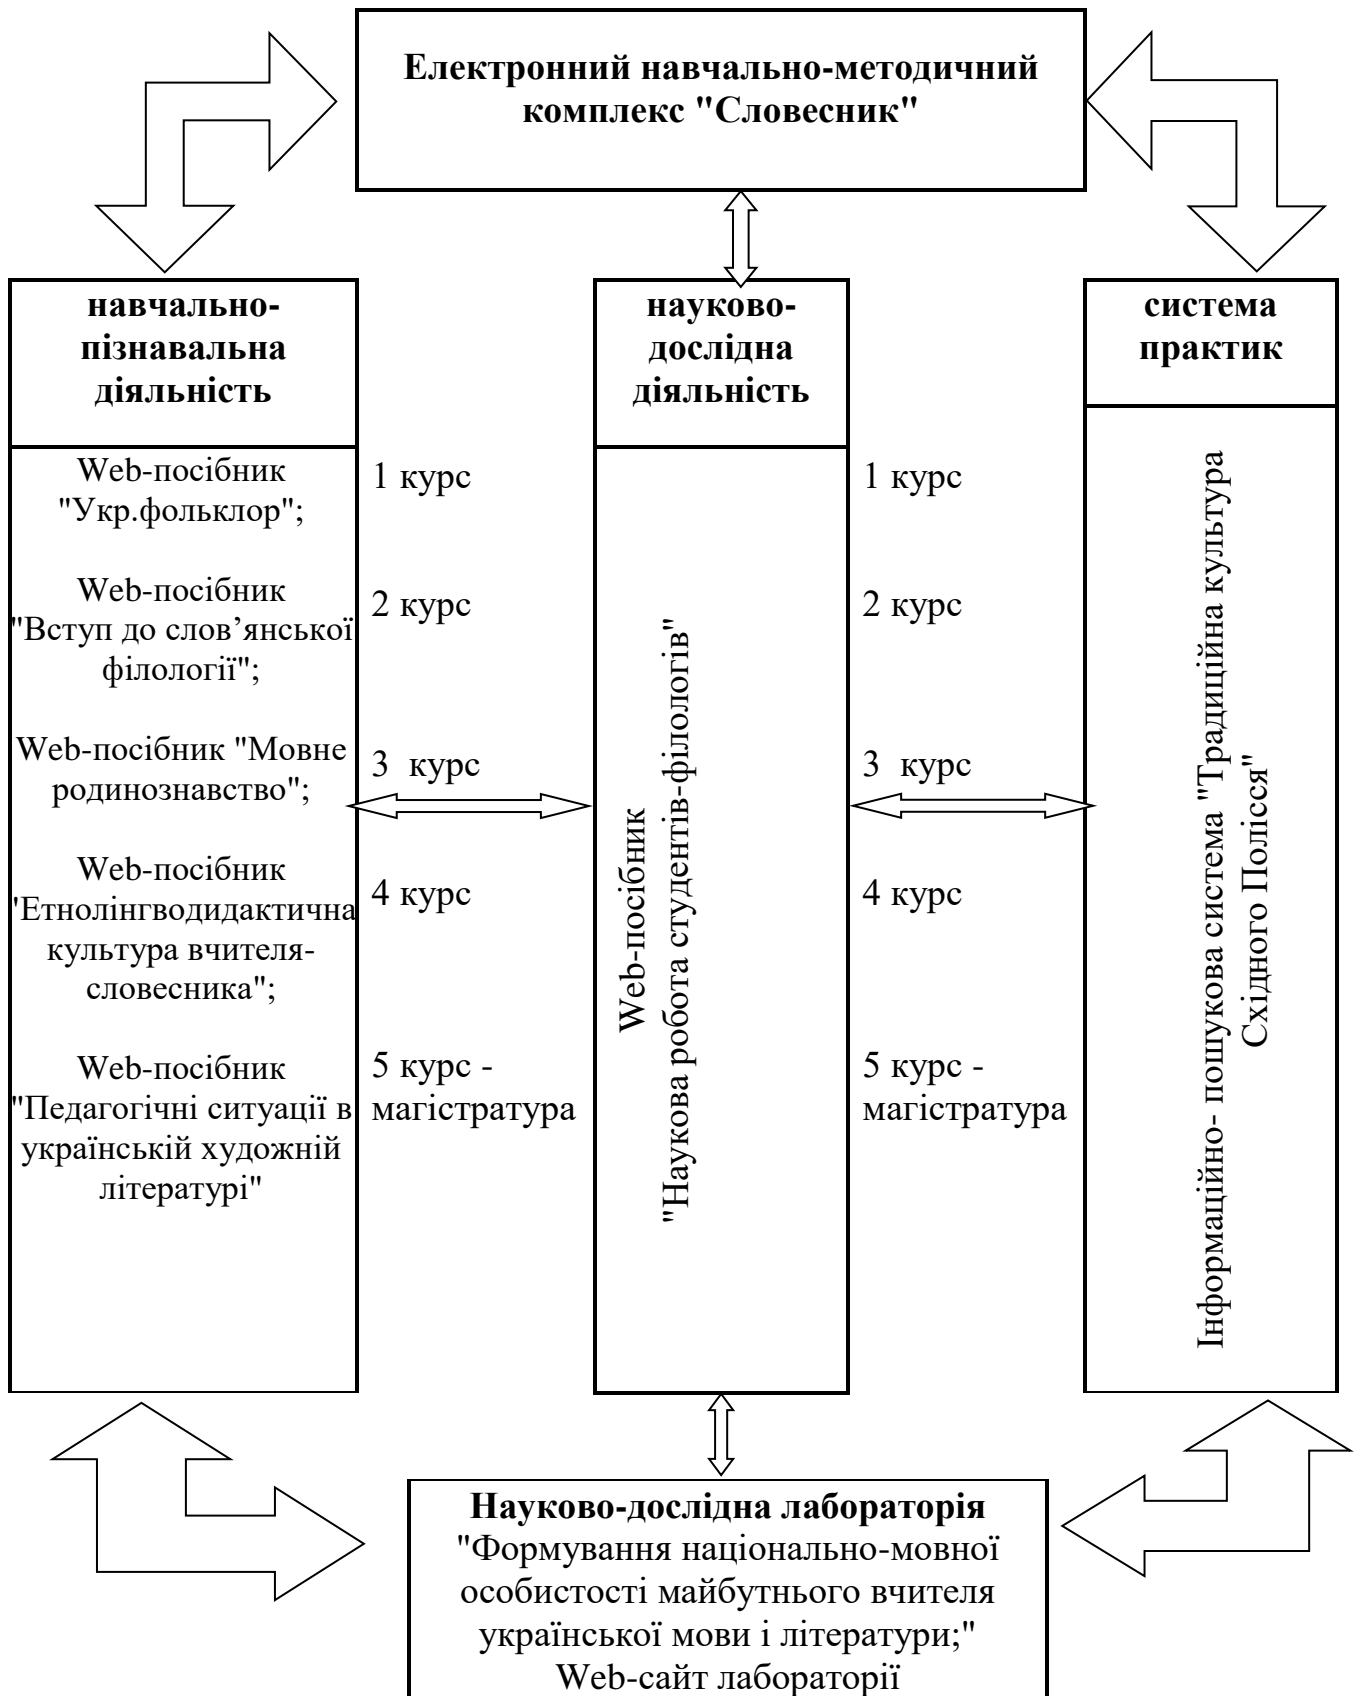 Електронний навчально-методичний
комплекс "Словесник"
навчально-
пізнавальна
діяльність
Web-посібник
"Укр.фольклор";
Web-посібник
"Вступ до слов’янської
філології";
Web-посібник "Мовне
родинознавство";
Web-посібник
'Етнолінгводидактична
культура вчителя-
словесника";
Web-посібник
"Педагогічні ситуації в
українській художній
літературі"
1 курс
2 курс
3 курс
4 курс
5 курс -
магістратура
науково-
дослідна
діяльність
Web-посібник
"Наукова робота студентів-філологів"
1 курс
2 курс
3 курс
4 курс
5 курс -
магістратура
система
практик
Інформаційно- пошукова система "Традиційна культура
Східного Полісся"
Науково-дослідна лабораторія
"Формування національно-мовної
особистості майбутнього вчителя
української мови і літератури;"
Web-сайт лабораторії